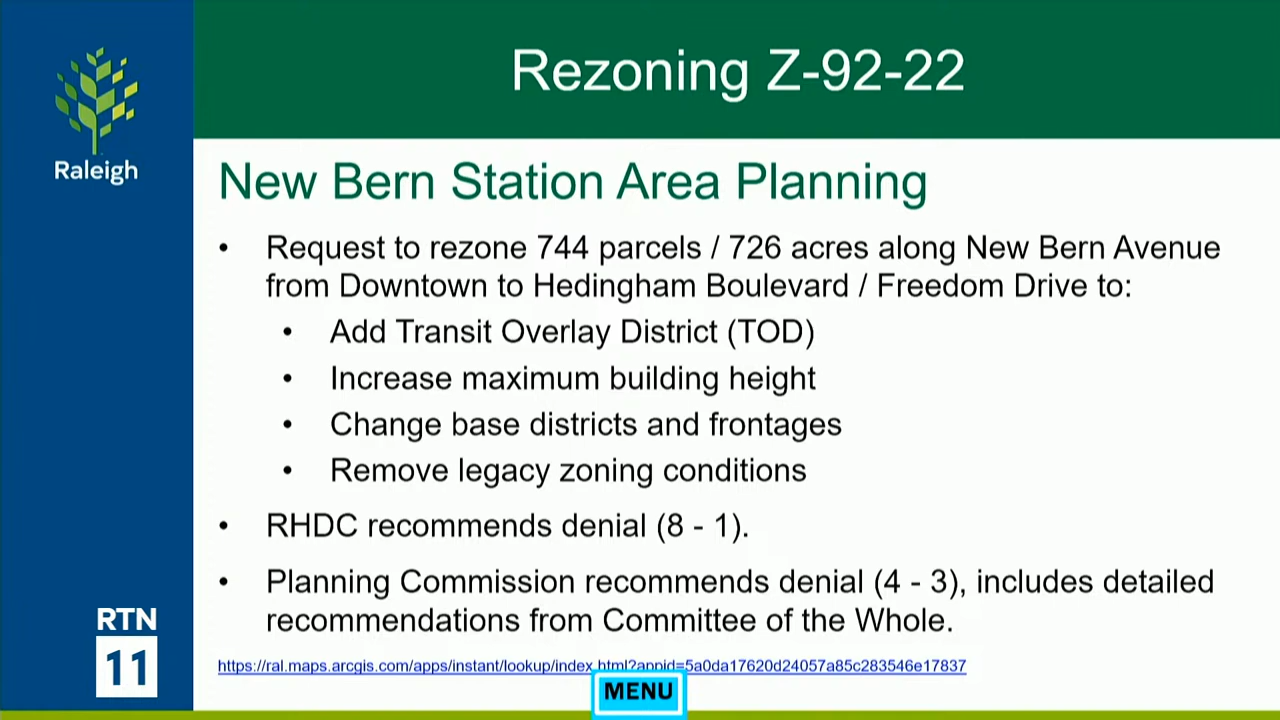 Rezoning Z-92-22
Raleigh
New Bern Station Area Planning
• Request to rezone 744 parcels / 726 acres along New Bern Avenue
from Downtown to Hedingham Boulevard / Freedom Drive to:
• Add Transit Overlay District (TOD)
• Increase maximum building height
• Change base districts and frontages
• Remove legacy zoning conditions
• RHDC recommends denial (8 - 1).
• Planning Commission recommends denial (4 - 3), includes detailed
recommendations from Committee of the Whole.
https://ral.maps.arcgis.com/apps/instant/lookup/index.html?appid=5a0da17620d24057a85c283546e17837
RTN
11
MENU